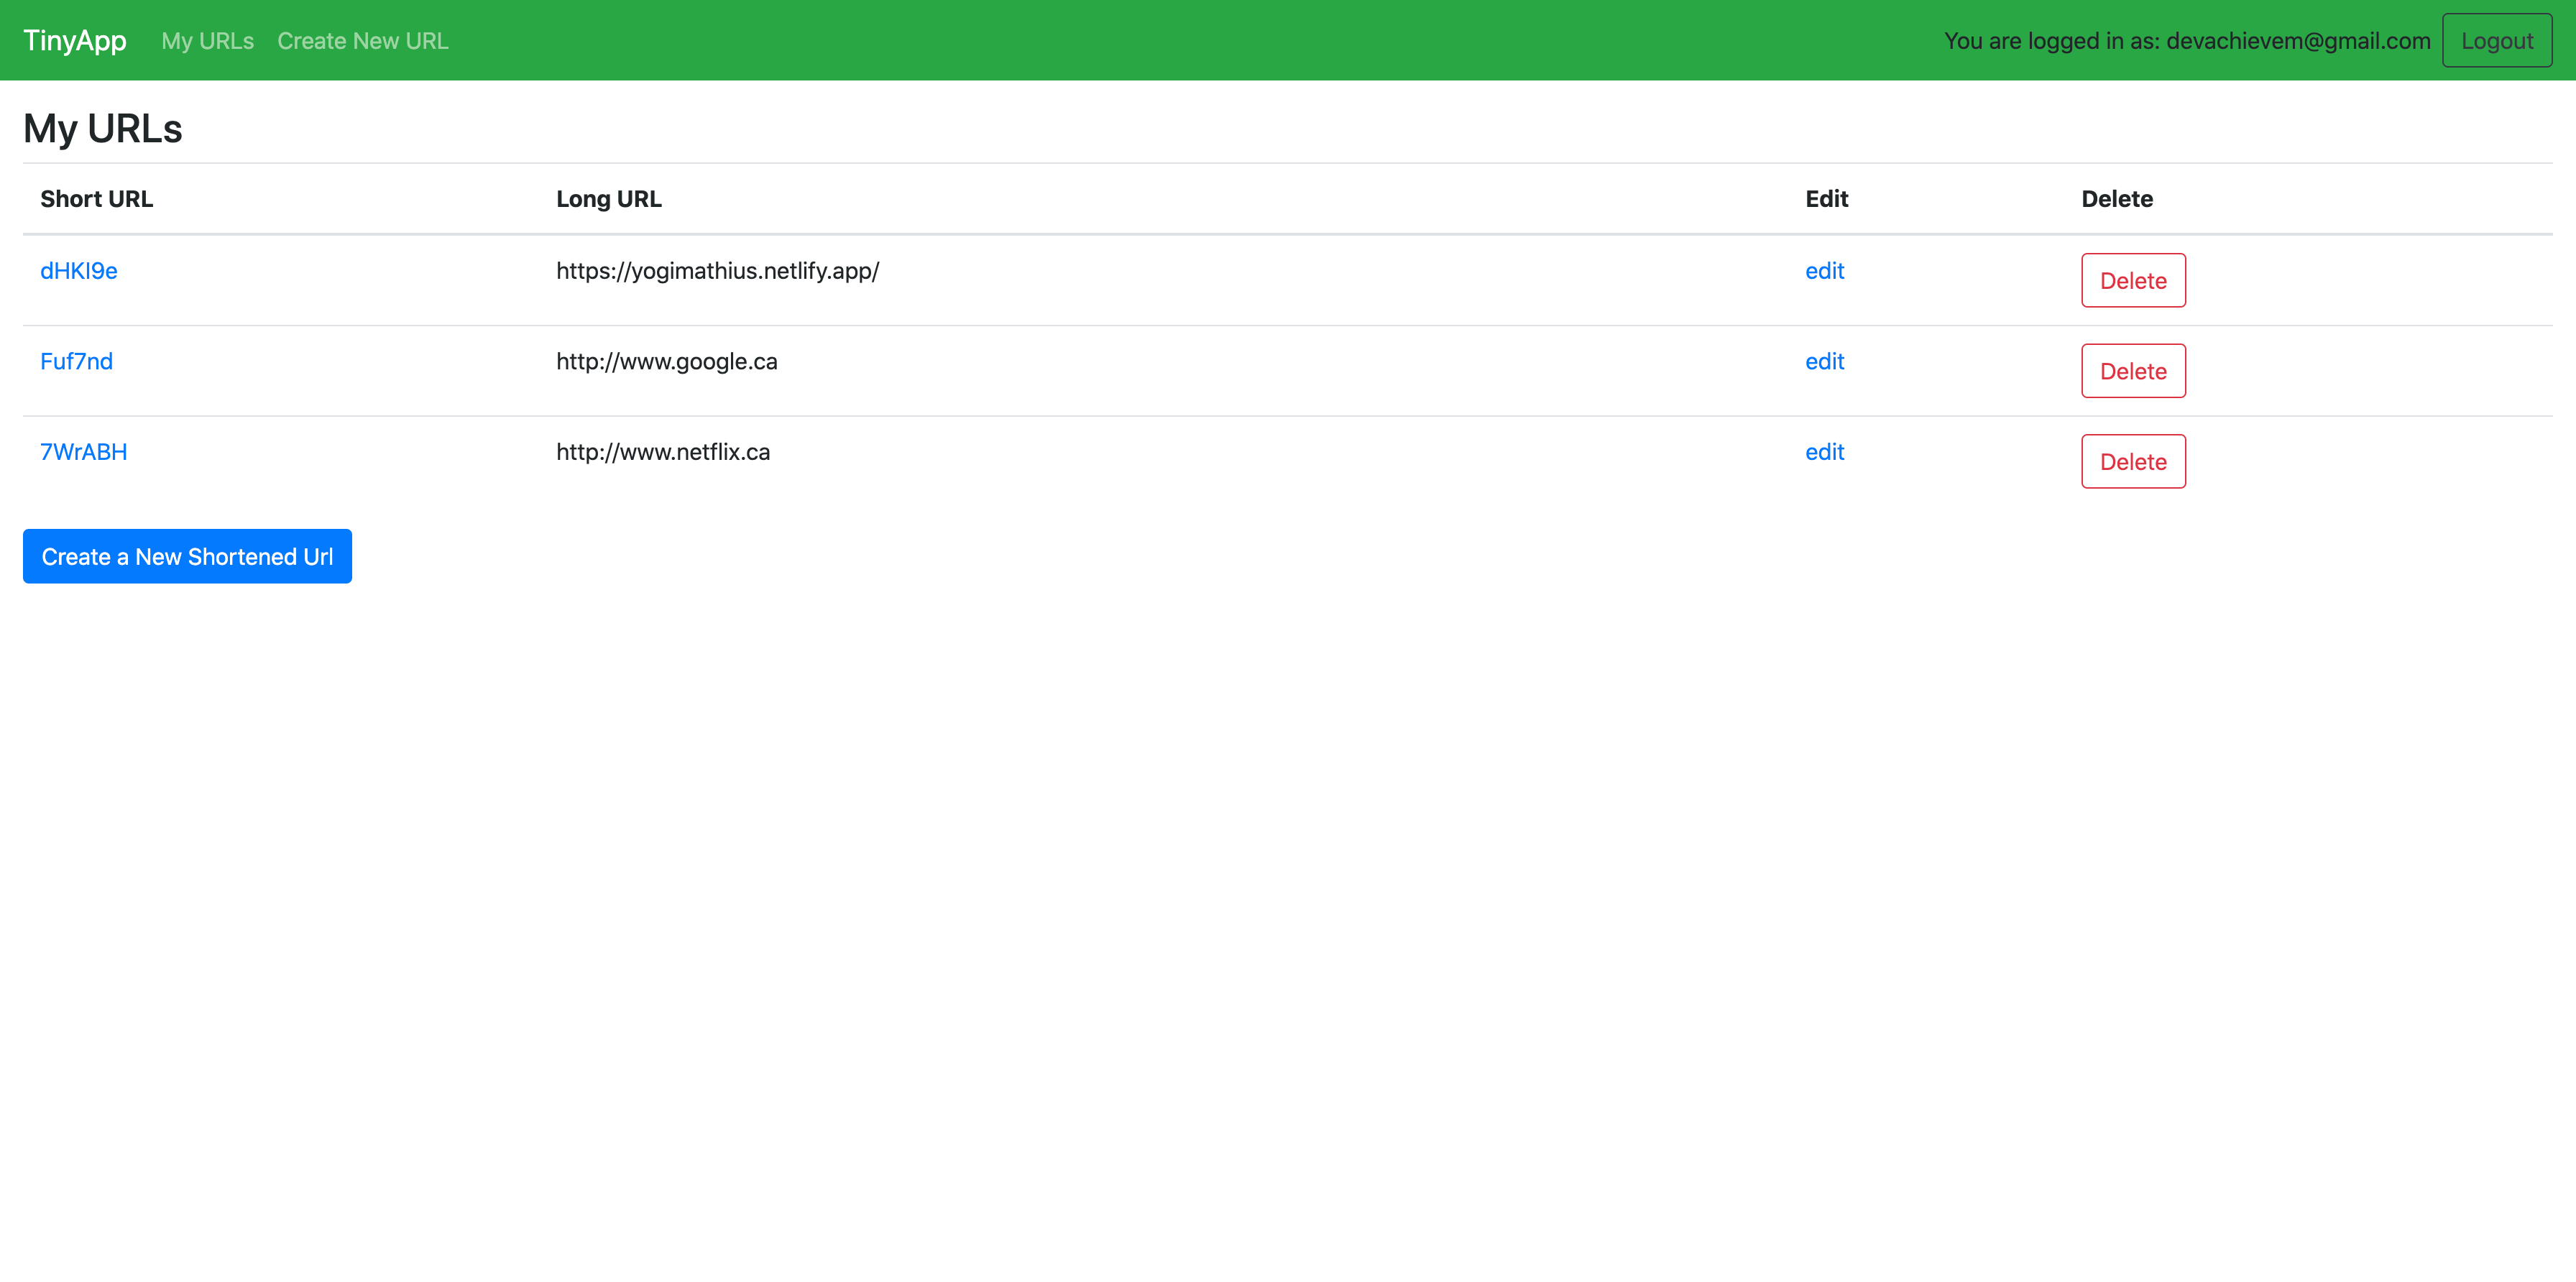 TinyApp My URLs Create New URL You are logged in as: devachievem@gmail.com Logout
My URLs
Short URL Long URL Edit Delete
dHKI9e https://yogimathius.netlify.app/ edit Delete
Fuf7nd http://www.google.ca edit Delete
7WrABH http://www.netflix.ca edit Delete
Create a New Shortened Url